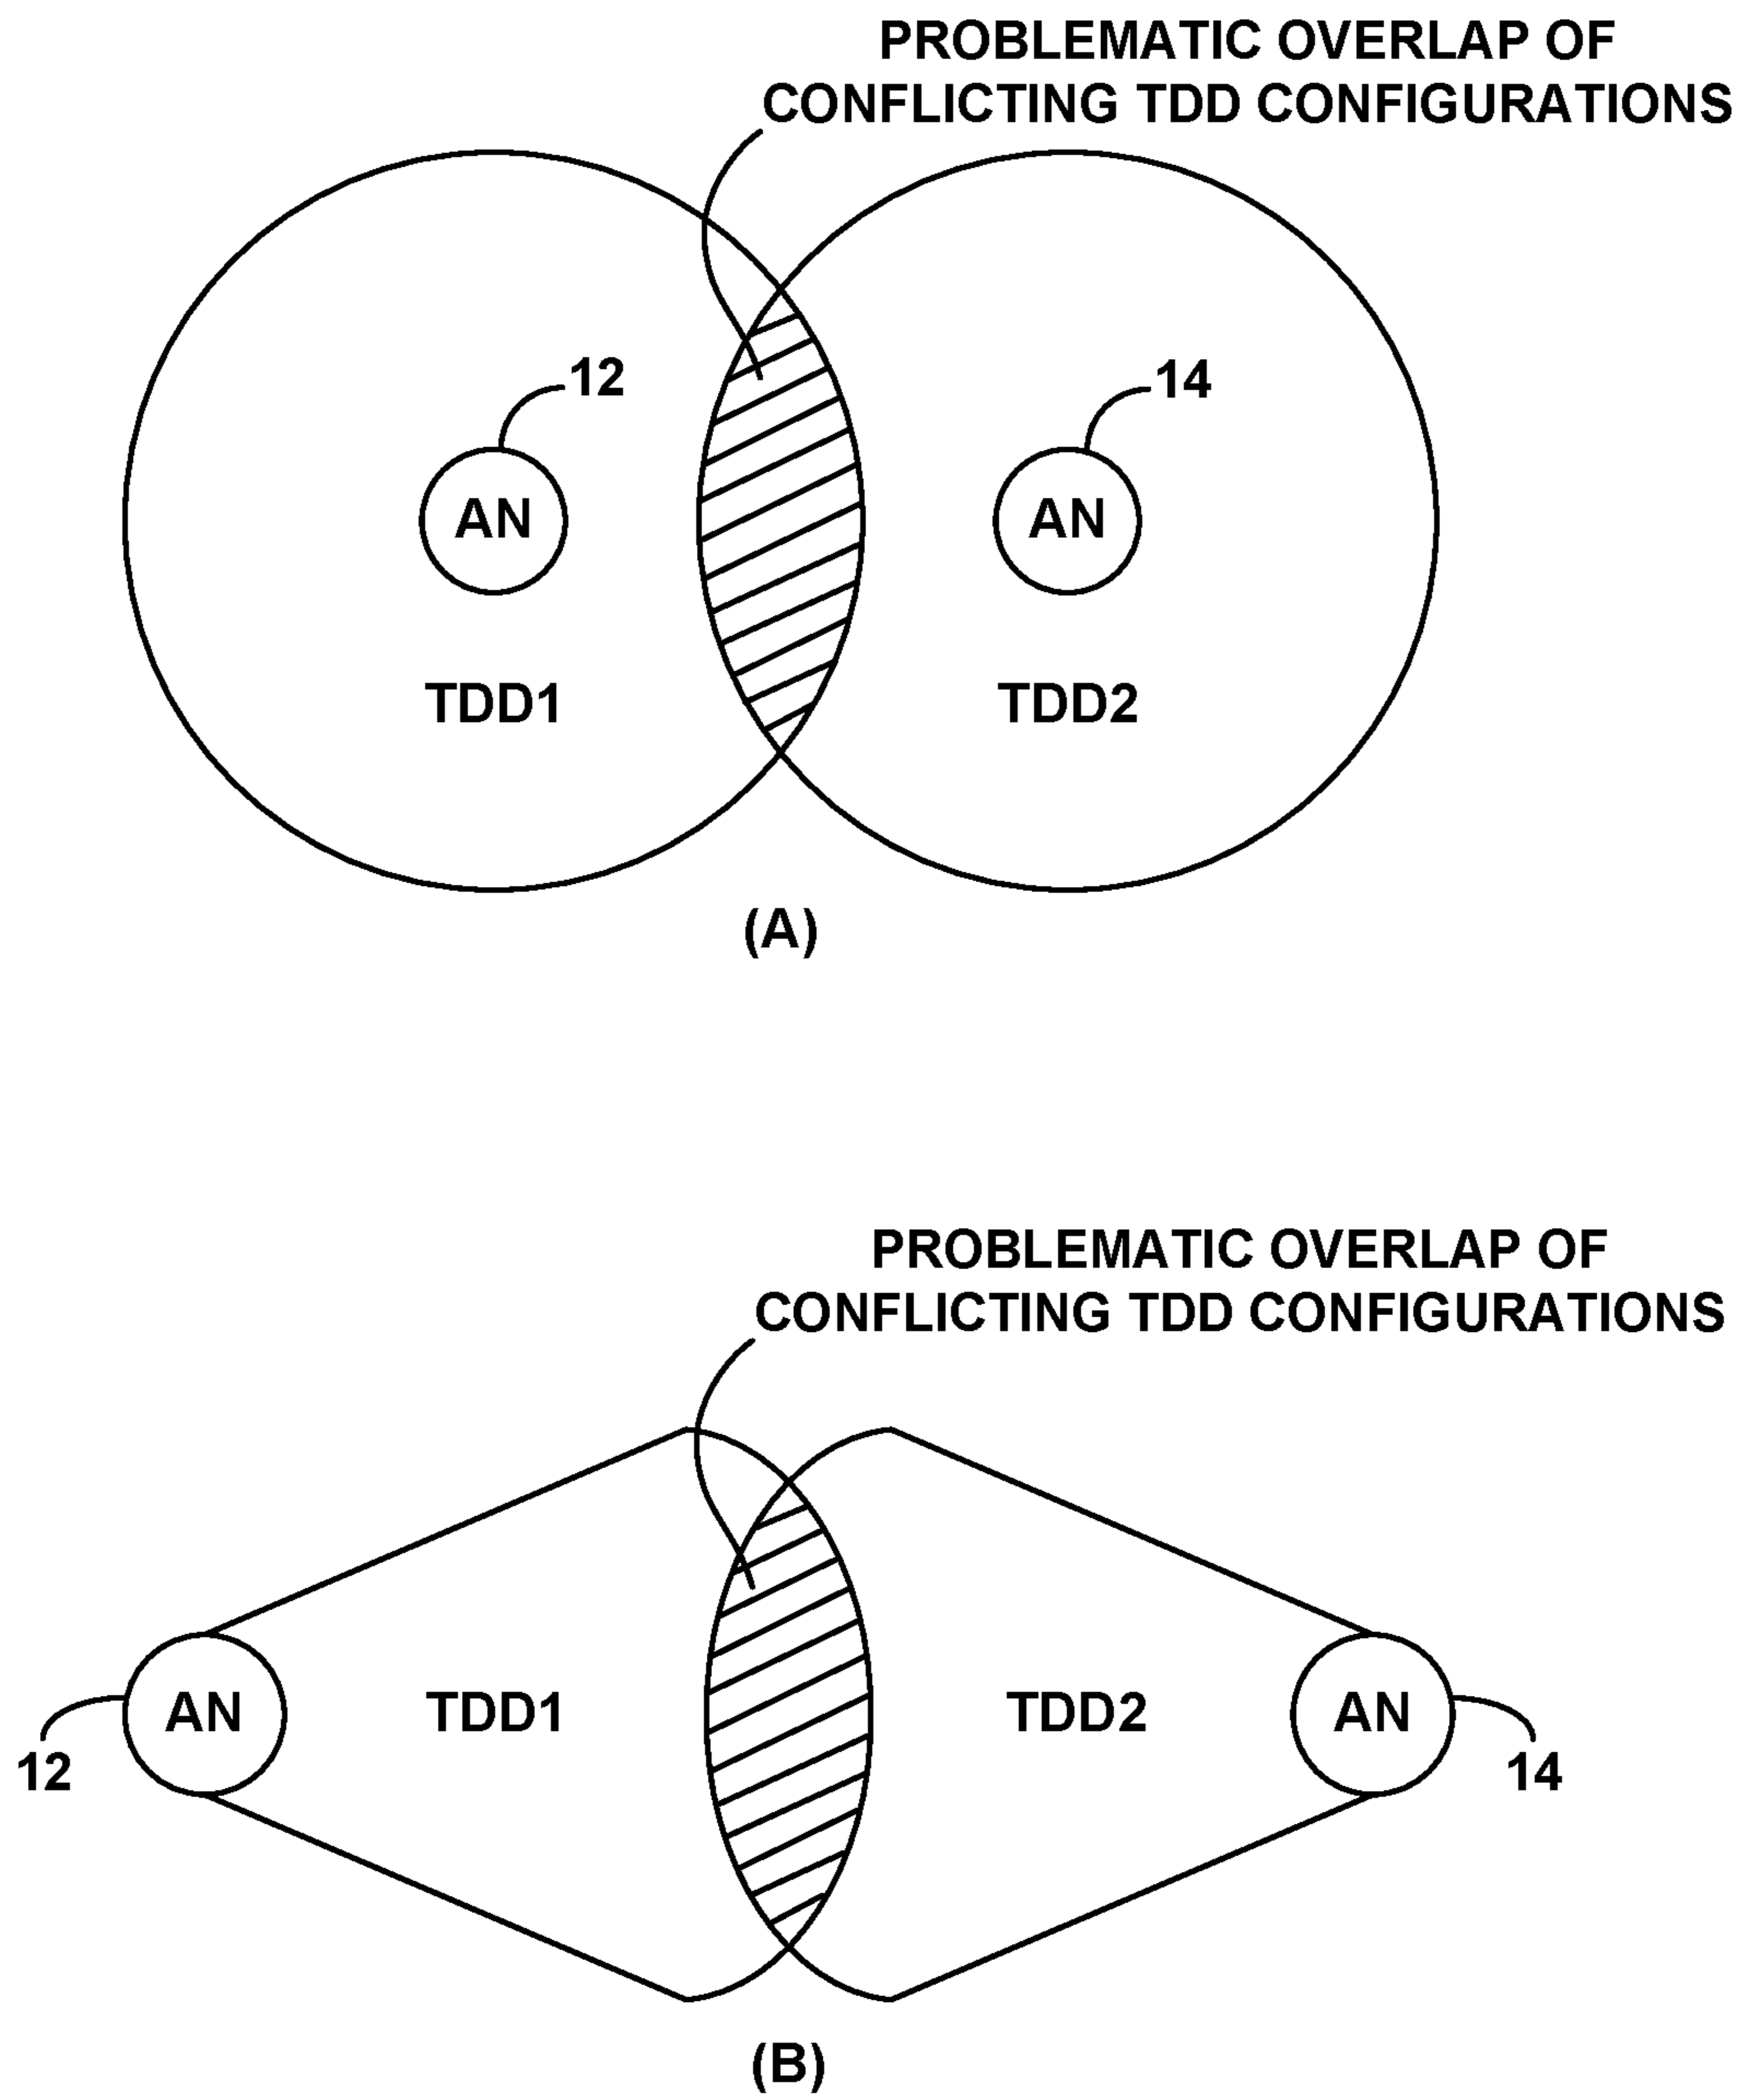 PROBLEMATIC OVERLAP OF
CONFLICTING TDD CONFIGURATIONS
12
14
AN
AN
TDD1
TDD2
(A)
PROBLEMATIC OVERLAP OF
CONFLICTING TDD CONFIGURATIONS
AN
TDD1
TDD2
AN
12
14
(B)